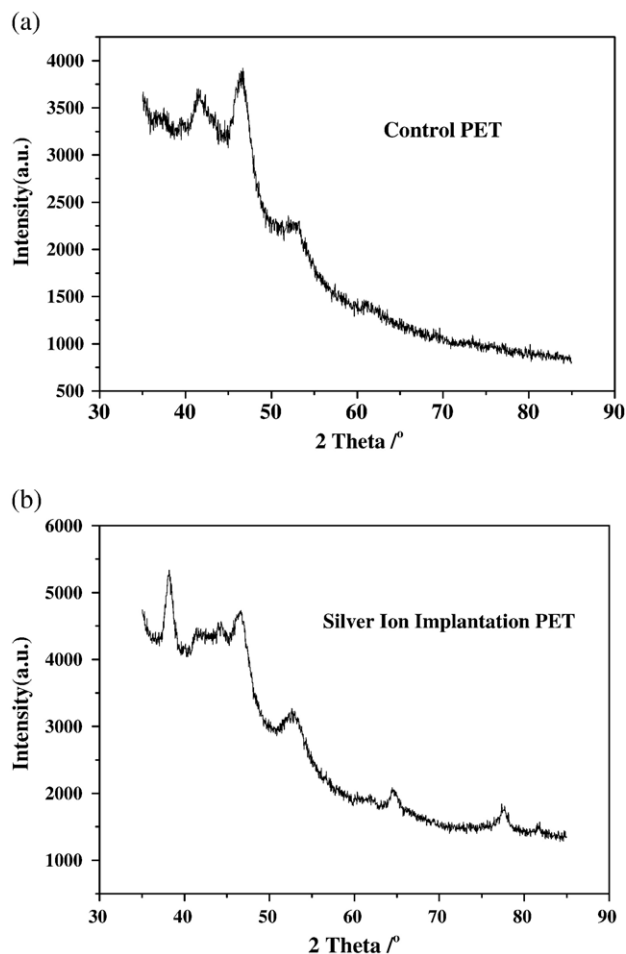 (a)
4000
3500
3000
2500
2000
1500
1000
500
Intensity(a.u.)
Control PET
30 40 50 60 70 80 90
2 Theta /°
(b)
6000
5000
4000
3000
2000
1000
Intensity(a.u.)
Silver Ion Implantation PET
30 40 50 60 70 80 90
2 Theta /°